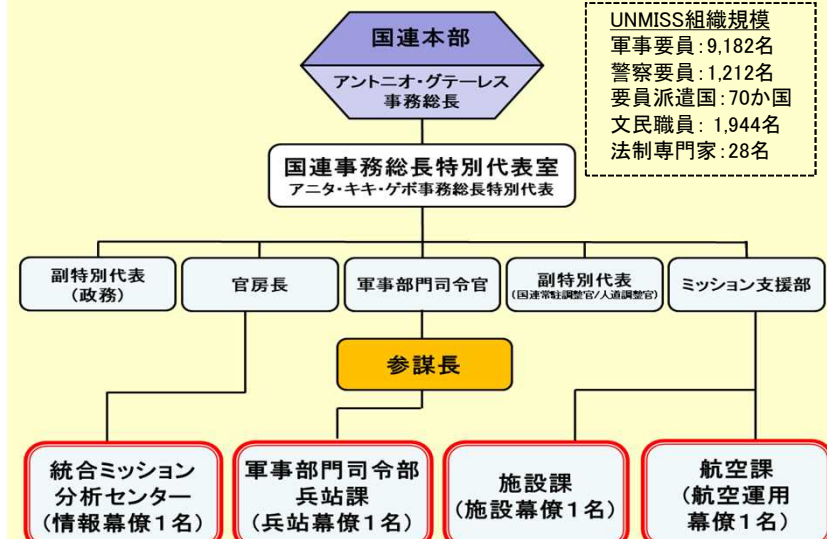 国連本部
アントニオ・グテーレス
事務総長
UNMISS組織規模
軍事要員:9,182名
警察要員:1,212名
要員派遣国:70か国
文民職員: 1,944名
法制専門家:28名
国連事務総長特別代表室
アニタ・キキ・ゲボ事務総長特別代表
副特別代表
(政務)
官房長
軍事部門司令官
副特別代表
(国連常駐調整官/人道調整官)
ミッション支援部
参謀長
統合ミッション
分析センター
(情報幕僚1名)
軍事部門司令部
兵站課
(兵站幕僚1名)
施設課
(施設幕僚1名)
航空課
(航空運用
幕僚1名)